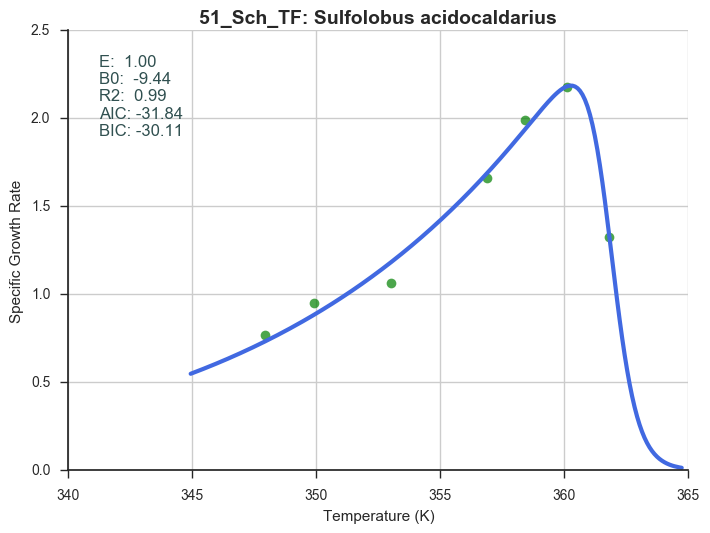 51_Sch_TF: Sulfolobus acidocaldarius
E:  1.00
B0:  -9.44
R2:  0.99
AIC: -31.84
BIC: -30.11
Specific Growth Rate
2.5
2.0
1.5
1.0
0.5
0.0
340 345 350 355 360 365
Temperature (K)